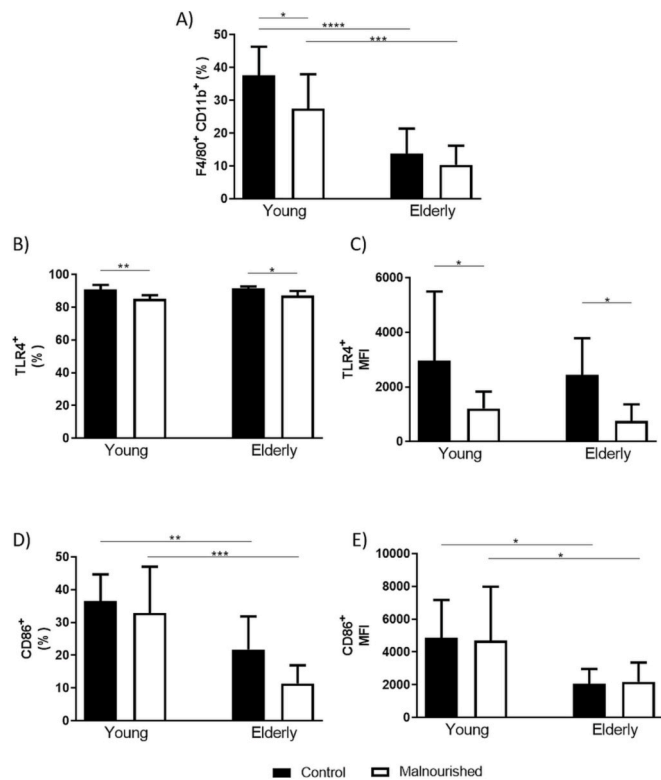 A)
*
****
***
F4/80⁺ CD11b⁺ (%)
50
40
30
20
10
0
Young
Elderly
B)
**
*
TLR4⁺
(%)
100
80
60
40
20
0
Young
Elderly
C)
*
*
TLR4⁺
MFI
6000
4000
2000
0
Young
Elderly
D)
**
***
CD86⁺
(%)
50
40
30
20
10
0
Young
Elderly
E)
*
*
CD86⁺
MFI
10000
8000
6000
4000
2000
0
Young
Elderly
Control
Malnourished